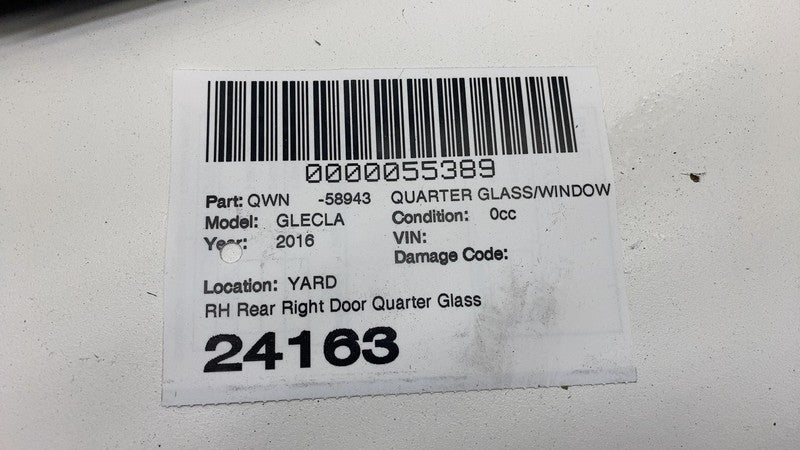 0000055389
Part: QWN -58943 QUARTER GLASS/WINDOW
Model: GLECLA Condition: 0cc
Year: 2016 VIN:
Damage Code:
Location: YARD
RH Rear Right Door Quarter Glass
24163